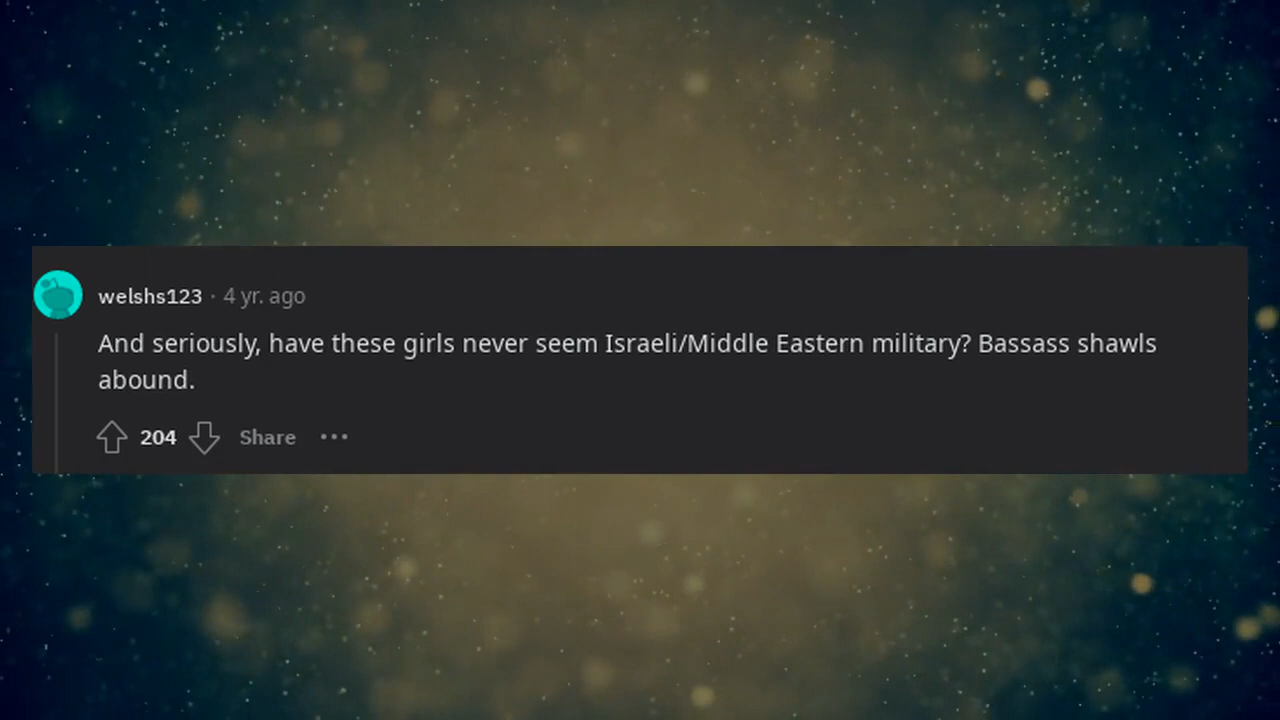 welshs123 · 4 yr. ago
And seriously, have these girls never seem Israeli/Middle Eastern military? Bassass shawls
abound.
204 Share •••